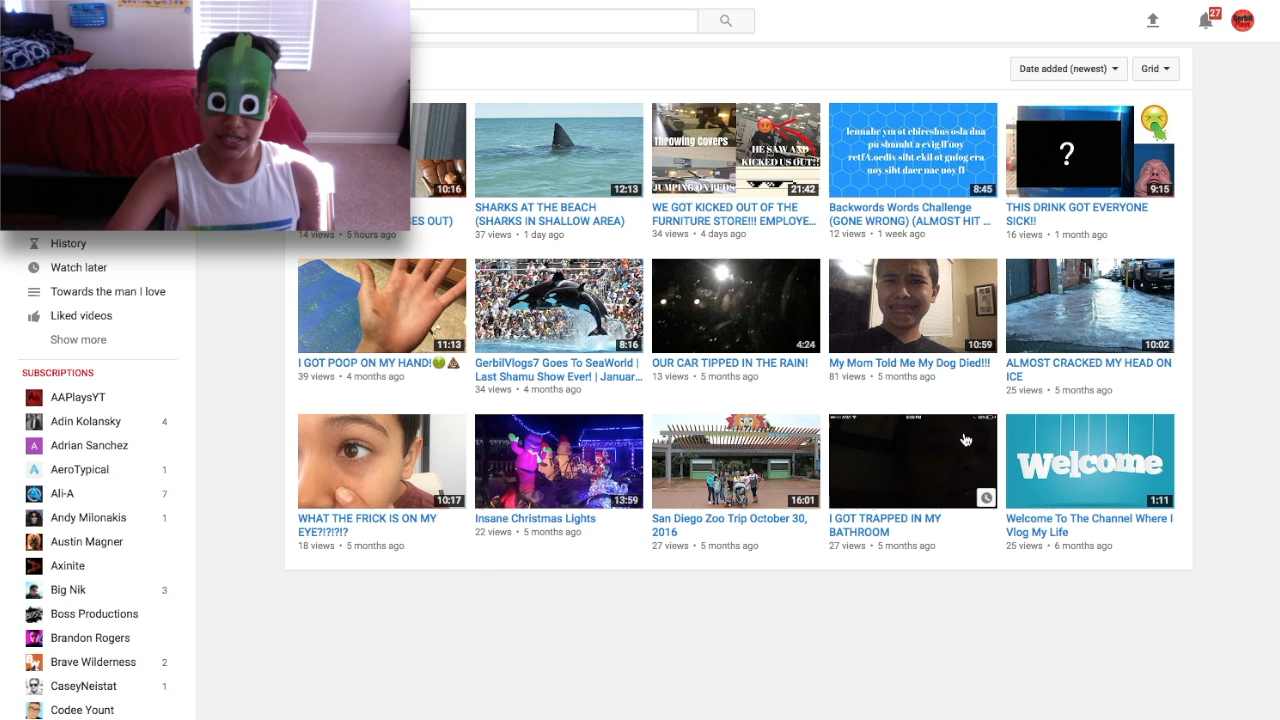 27
Gerbil
Date added (newest)
Grid
10:16
12:13
Throwing covers
HE SAW AND
KICKED US OUT!!
JUMPING ON BEDS
21:42
8:45
?
9:15
ES OUT)
14 views • 5 hours ago
SHARKS AT THE BEACH
(SHARKS IN SHALLOW AREA)
37 views • 1 day ago
WE GOT KICKED OUT OF THE
FURNITURE STORE!!! EMPLOYE...
34 views • 4 days ago
Backwords Words Challenge
(GONE WRONG) (ALMOST HIT ...
12 views • 1 week ago
THIS DRINK GOT EVERYONE
SICK!!
16 views • 1 month ago
History
Watch later
Towards the man I love
Liked videos
Show more
11:13
8:16
4:24
10:59
10:02
I GOT POOP ON MY HAND!🤢💩
39 views • 4 months ago
GerbilVlogs7 Goes To SeaWorld |
Last Shamu Show Ever! | Januar...
34 views • 4 months ago
OUR CAR TIPPED IN THE RAIN!
13 views • 5 months ago
My Mom Told Me My Dog Died!!!
81 views • 5 months ago
ALMOST CRACKED MY HEAD ON
ICE
25 views • 5 months ago
SUBSCRIPTIONS
AAPlaysYT
Adin Kolansky 4
Adrian Sanchez
AeroTypical 1
Ali-A 7
Andy Milonakis 1
Austin Magner
Axinite
Big Nik 3
Boss Productions
Brandon Rogers
Brave Wilderness 2
CaseyNeistat 1
Codee Yount
10:17
13:59
16:01
Welcome
1:11
WHAT THE FRICK IS ON MY
EYE?!?!?!?
18 views • 5 months ago
Insane Christmas Lights
22 views • 5 months ago
San Diego Zoo Trip October 30,
2016
27 views • 5 months ago
I GOT TRAPPED IN MY
BATHROOM
27 views • 5 months ago
Welcome To The Channel Where I
Vlog My Life
25 views • 6 months ago